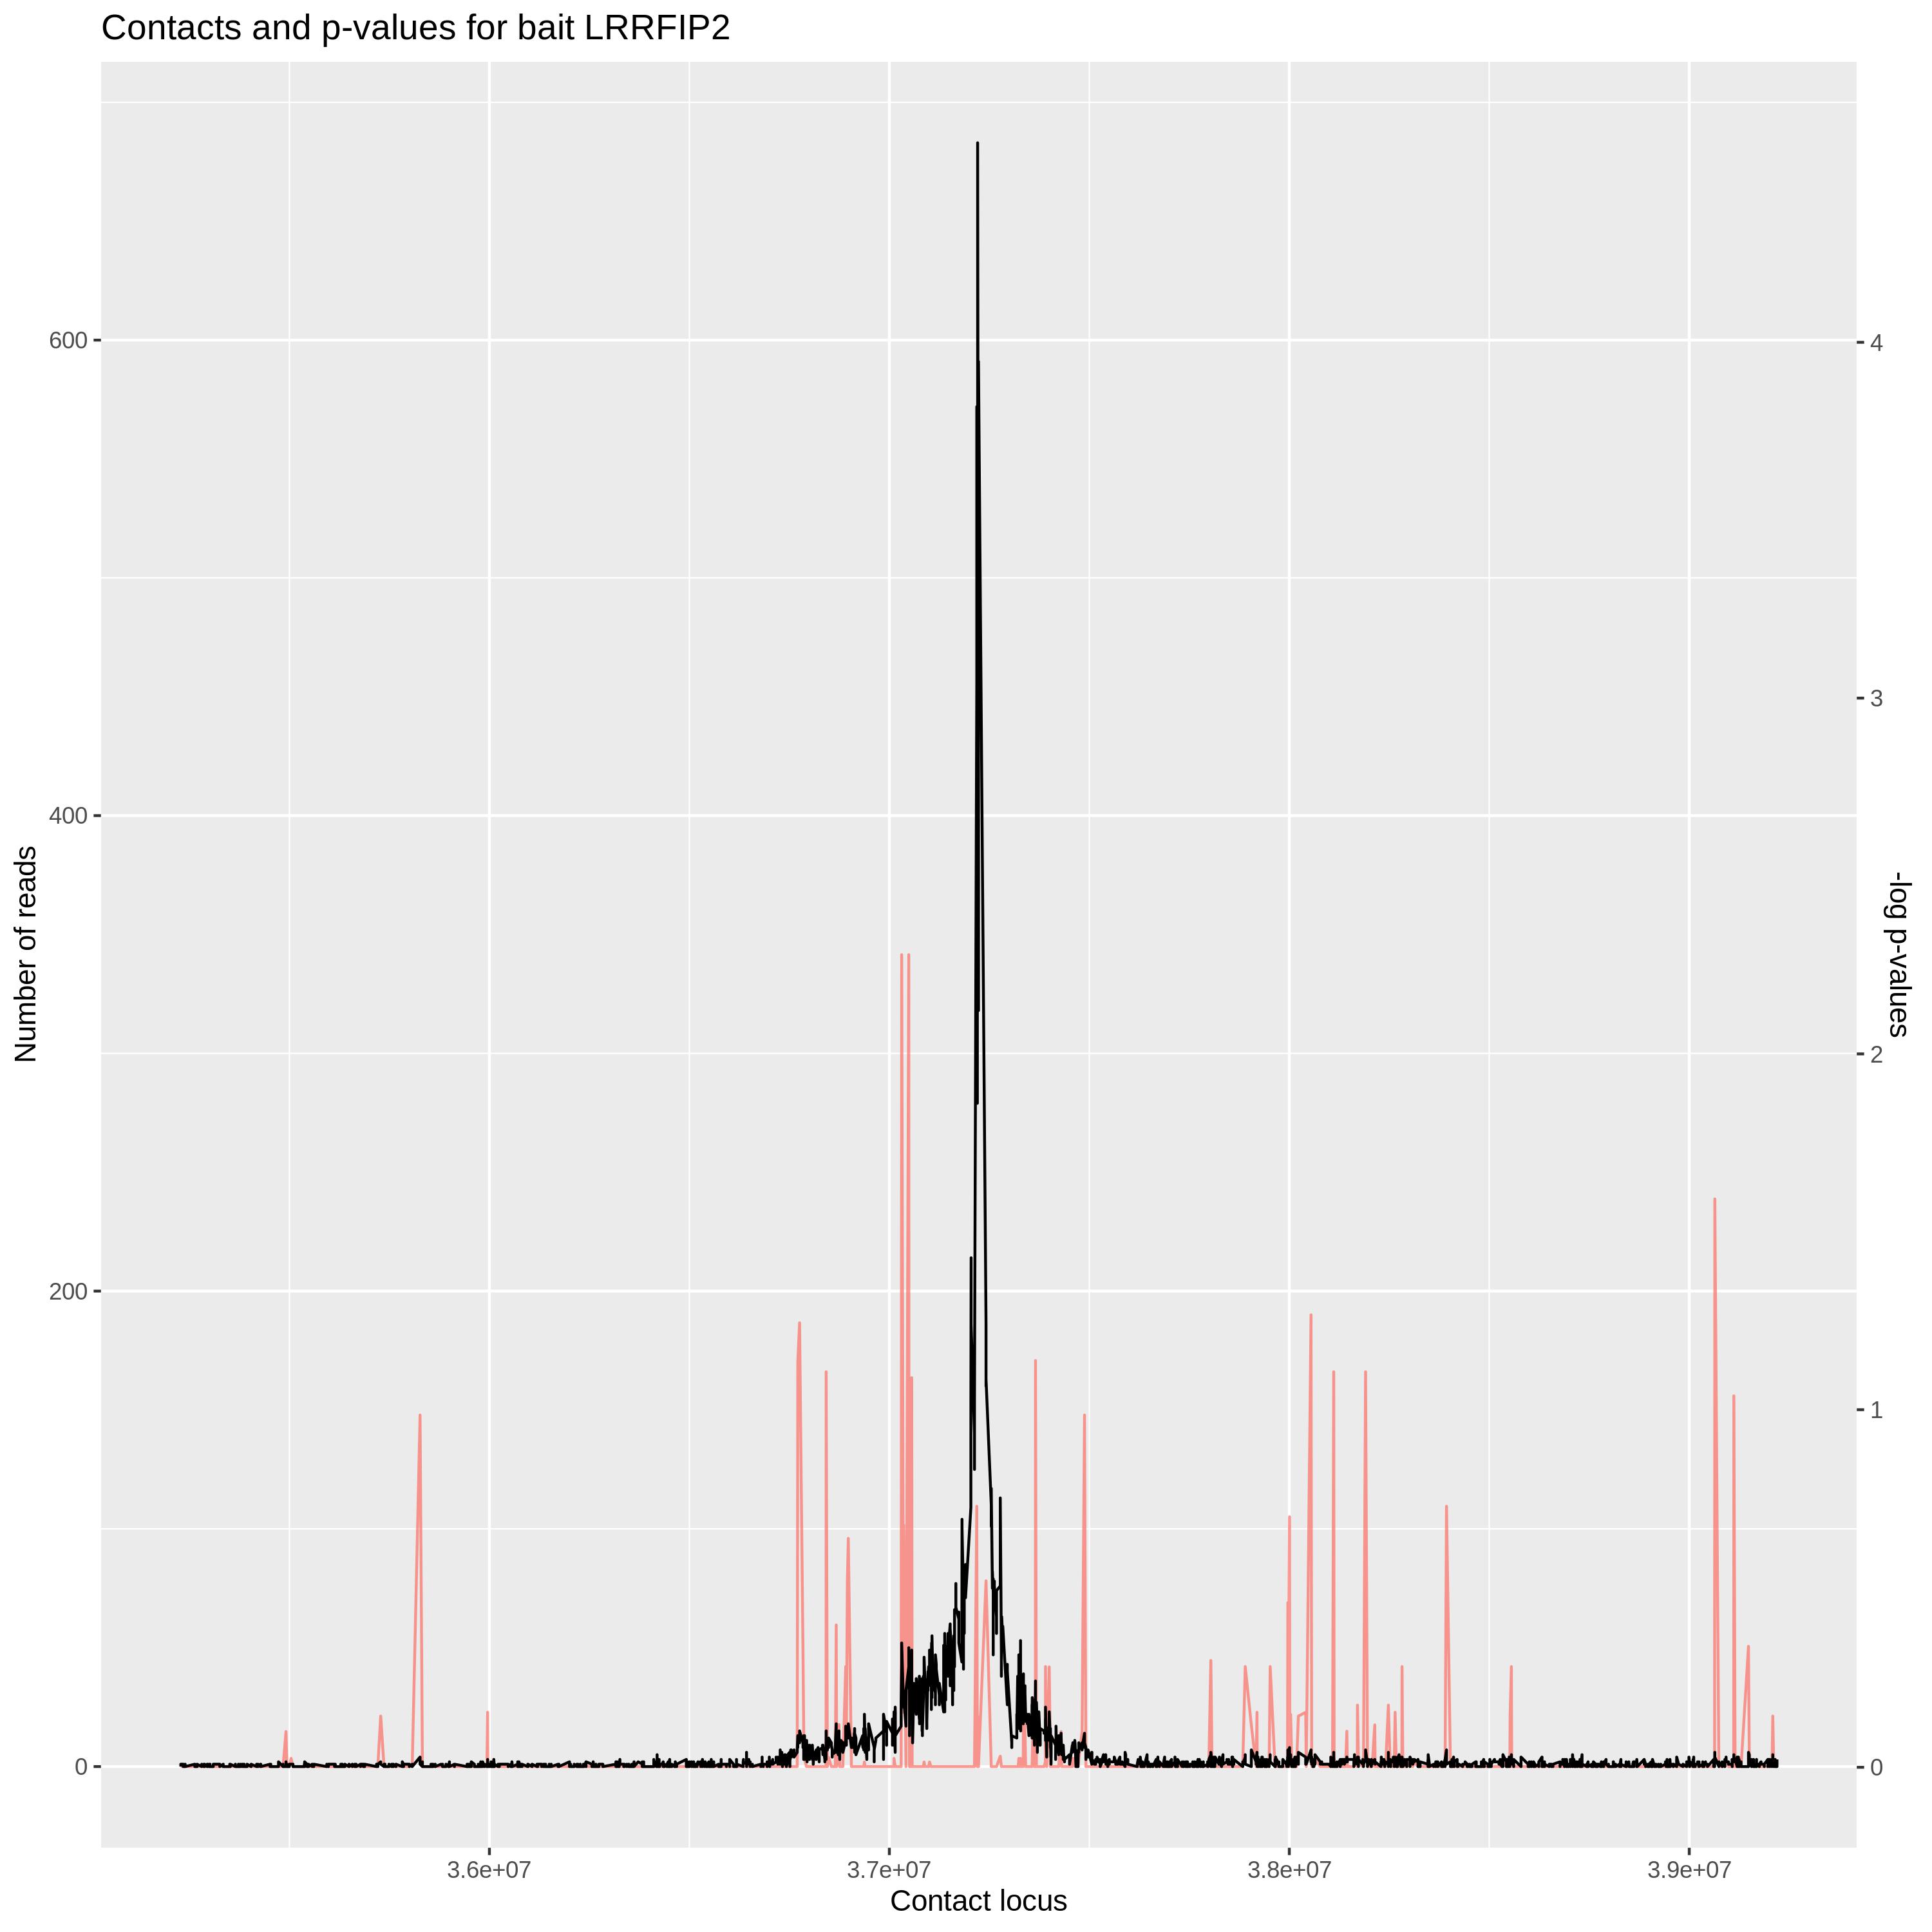 Contacts and p-values for bait LRRFIP2
600
400
200
0
Number of reads
4
3
2
1
0
-log p-values
3.6e+07
3.7e+07
3.8e+07
3.9e+07
Contact locus